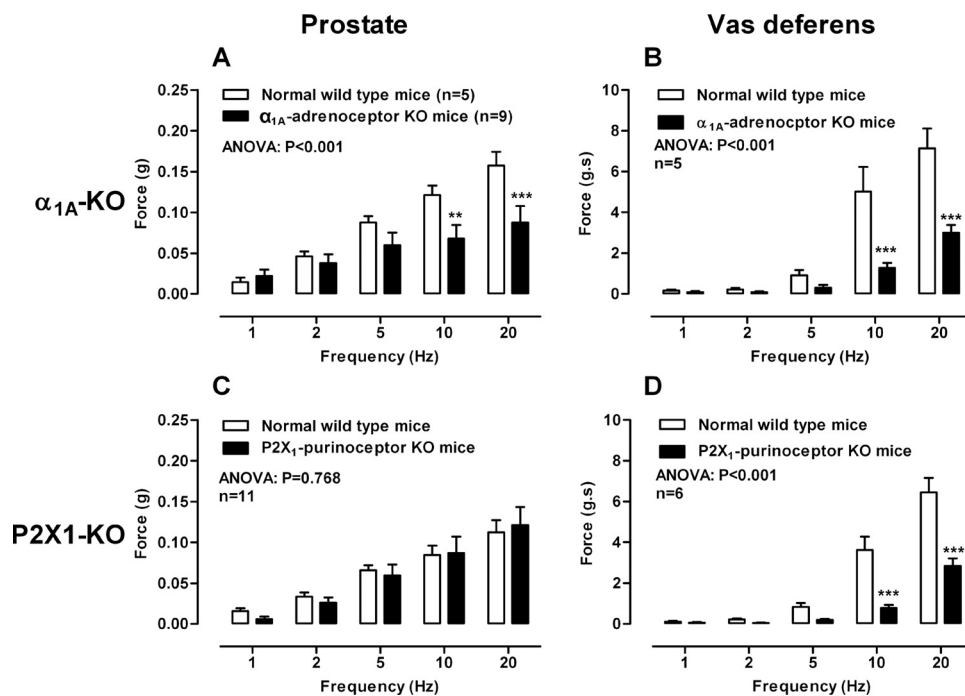 Prostate
Vas deferens
α1A-KO
A
Normal wild type mice (n=5)
α1A-adrenoceptor KO mice (n=9)
ANOVA: P<0.001
Force (g)
0.25
0.20
0.15
0.10
0.05
0.00
** ***
1 2 5 10 20
Frequency (Hz)
B
Normal wild type mice
α1A-adrenocptor KO mice
ANOVA: P<0.001
n=5
Force (g.s)
10
8
6
4
2
0
*** ***
1 2 5 10 20
Frequency (Hz)
P2X1-KO
C
Normal wild type mice
P2X1-purinoceptor KO mice
ANOVA: P=0.768
n=11
Force (g)
0.25
0.20
0.15
0.10
0.05
0.00
1 2 5 10 20
Frequency (Hz)
D
Normal wild type mice
P2X1-purinoceptor KO mice
ANOVA: P<0.001
n=6
Force (g.s)
10
8
6
4
2
0
*** ***
1 2 5 10 20
Frequency (Hz)